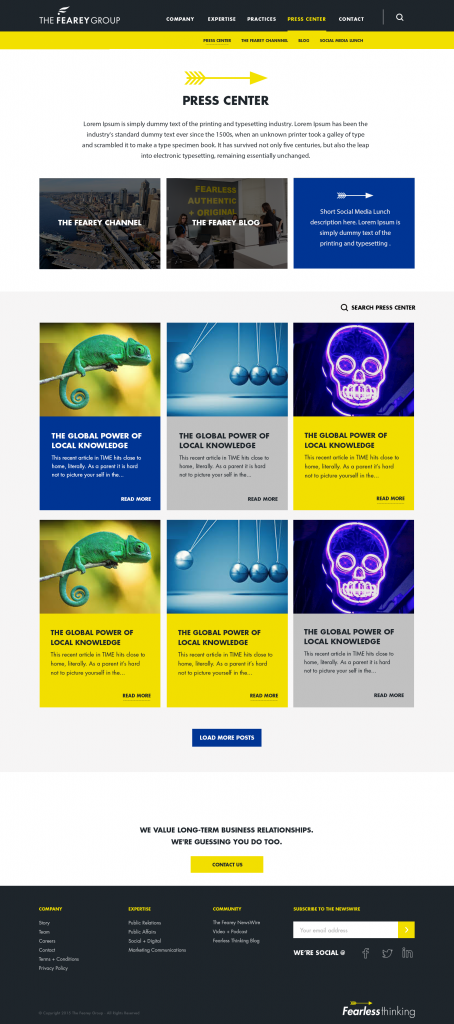 THE FEAREY GROUP
COMPANY EXPERTISE PRACTICES PRESS CENTER CONTACT
PRESS CENTER THE FEAREY CHANNNEL BLOG SOCIAL MEDIA LUNCH
PRESS CENTER
Lorem Ipsum is simply dummy text of the printing and typesetting industry. Lorem Ipsum has been the
industry's standard dummy text ever since the 1500s, when an unknown printer took a galley of type
and scrambled it to make a type specimen book. It has survived not only five centuries, but also the leap
into electronic typesetting, remaining essentially unchanged.
THE FEAREY CHANNEL
FEARLESS
AUTHENTIC
+ ORIGINAL
THE FEAREY BLOG
Short Social Media Lunch
description here. Lorem Ipsum is
simply dummy text of the
printing and typesetting .
SEARCH PRESS CENTER
THE GLOBAL POWER OF
LOCAL KNOWLEDGE
This recent article in TIME hits close to
home, literally. As a parent it is hard
not to picture your self in the...
READ MORE
THE GLOBAL POWER OF
LOCAL KNOWLEDGE
This recent article in TIME hits close to
home, literally. As a parent it is hard
not to picture your self in the...
READ MORE
THE GLOBAL POWER OF
LOCAL KNOWLEDGE
This recent article in TIME hits close to
home, literally. As a parent it is hard
not to picture your self in the...
READ MORE
THE GLOBAL POWER OF
LOCAL KNOWLEDGE
This recent article in TIME hits close to
home, literally. As a parent it's hard
not to picture yourself in the...
READ MORE
THE GLOBAL POWER OF
LOCAL KNOWLEDGE
This recent article in TIME hits close to
home, literally. As a parent it's hard
not to picture yourself in the...
READ MORE
THE GLOBAL POWER OF
LOCAL KNOWLEDGE
This recent article in TIME hits close to
home, literally. As a parent it's hard
not to picture yourself in the...
READ MORE
LOAD MORE POSTS
WE VALUE LONG-TERM BUSINESS RELATIONSHIPS.
WE'RE GUESSING YOU DO TOO.
CONTACT US
COMPANY
Story
Team
Careers
Contact
Terms + Conditions
Privacy Policy
EXPERTISE
Public Relations
Public Affairs
Social + Digital
Marketing Communications
COMMUNITY
The Fearey NewsWire
Video + Podcast
Fearless Thinking Blog
SUBSCRIBE TO THE NEWSWIRE
Your email address
WE'RE SOCIAL @
© Copyright 2015 The Fearey Group - All Rights Reserved
Fearlessthinking